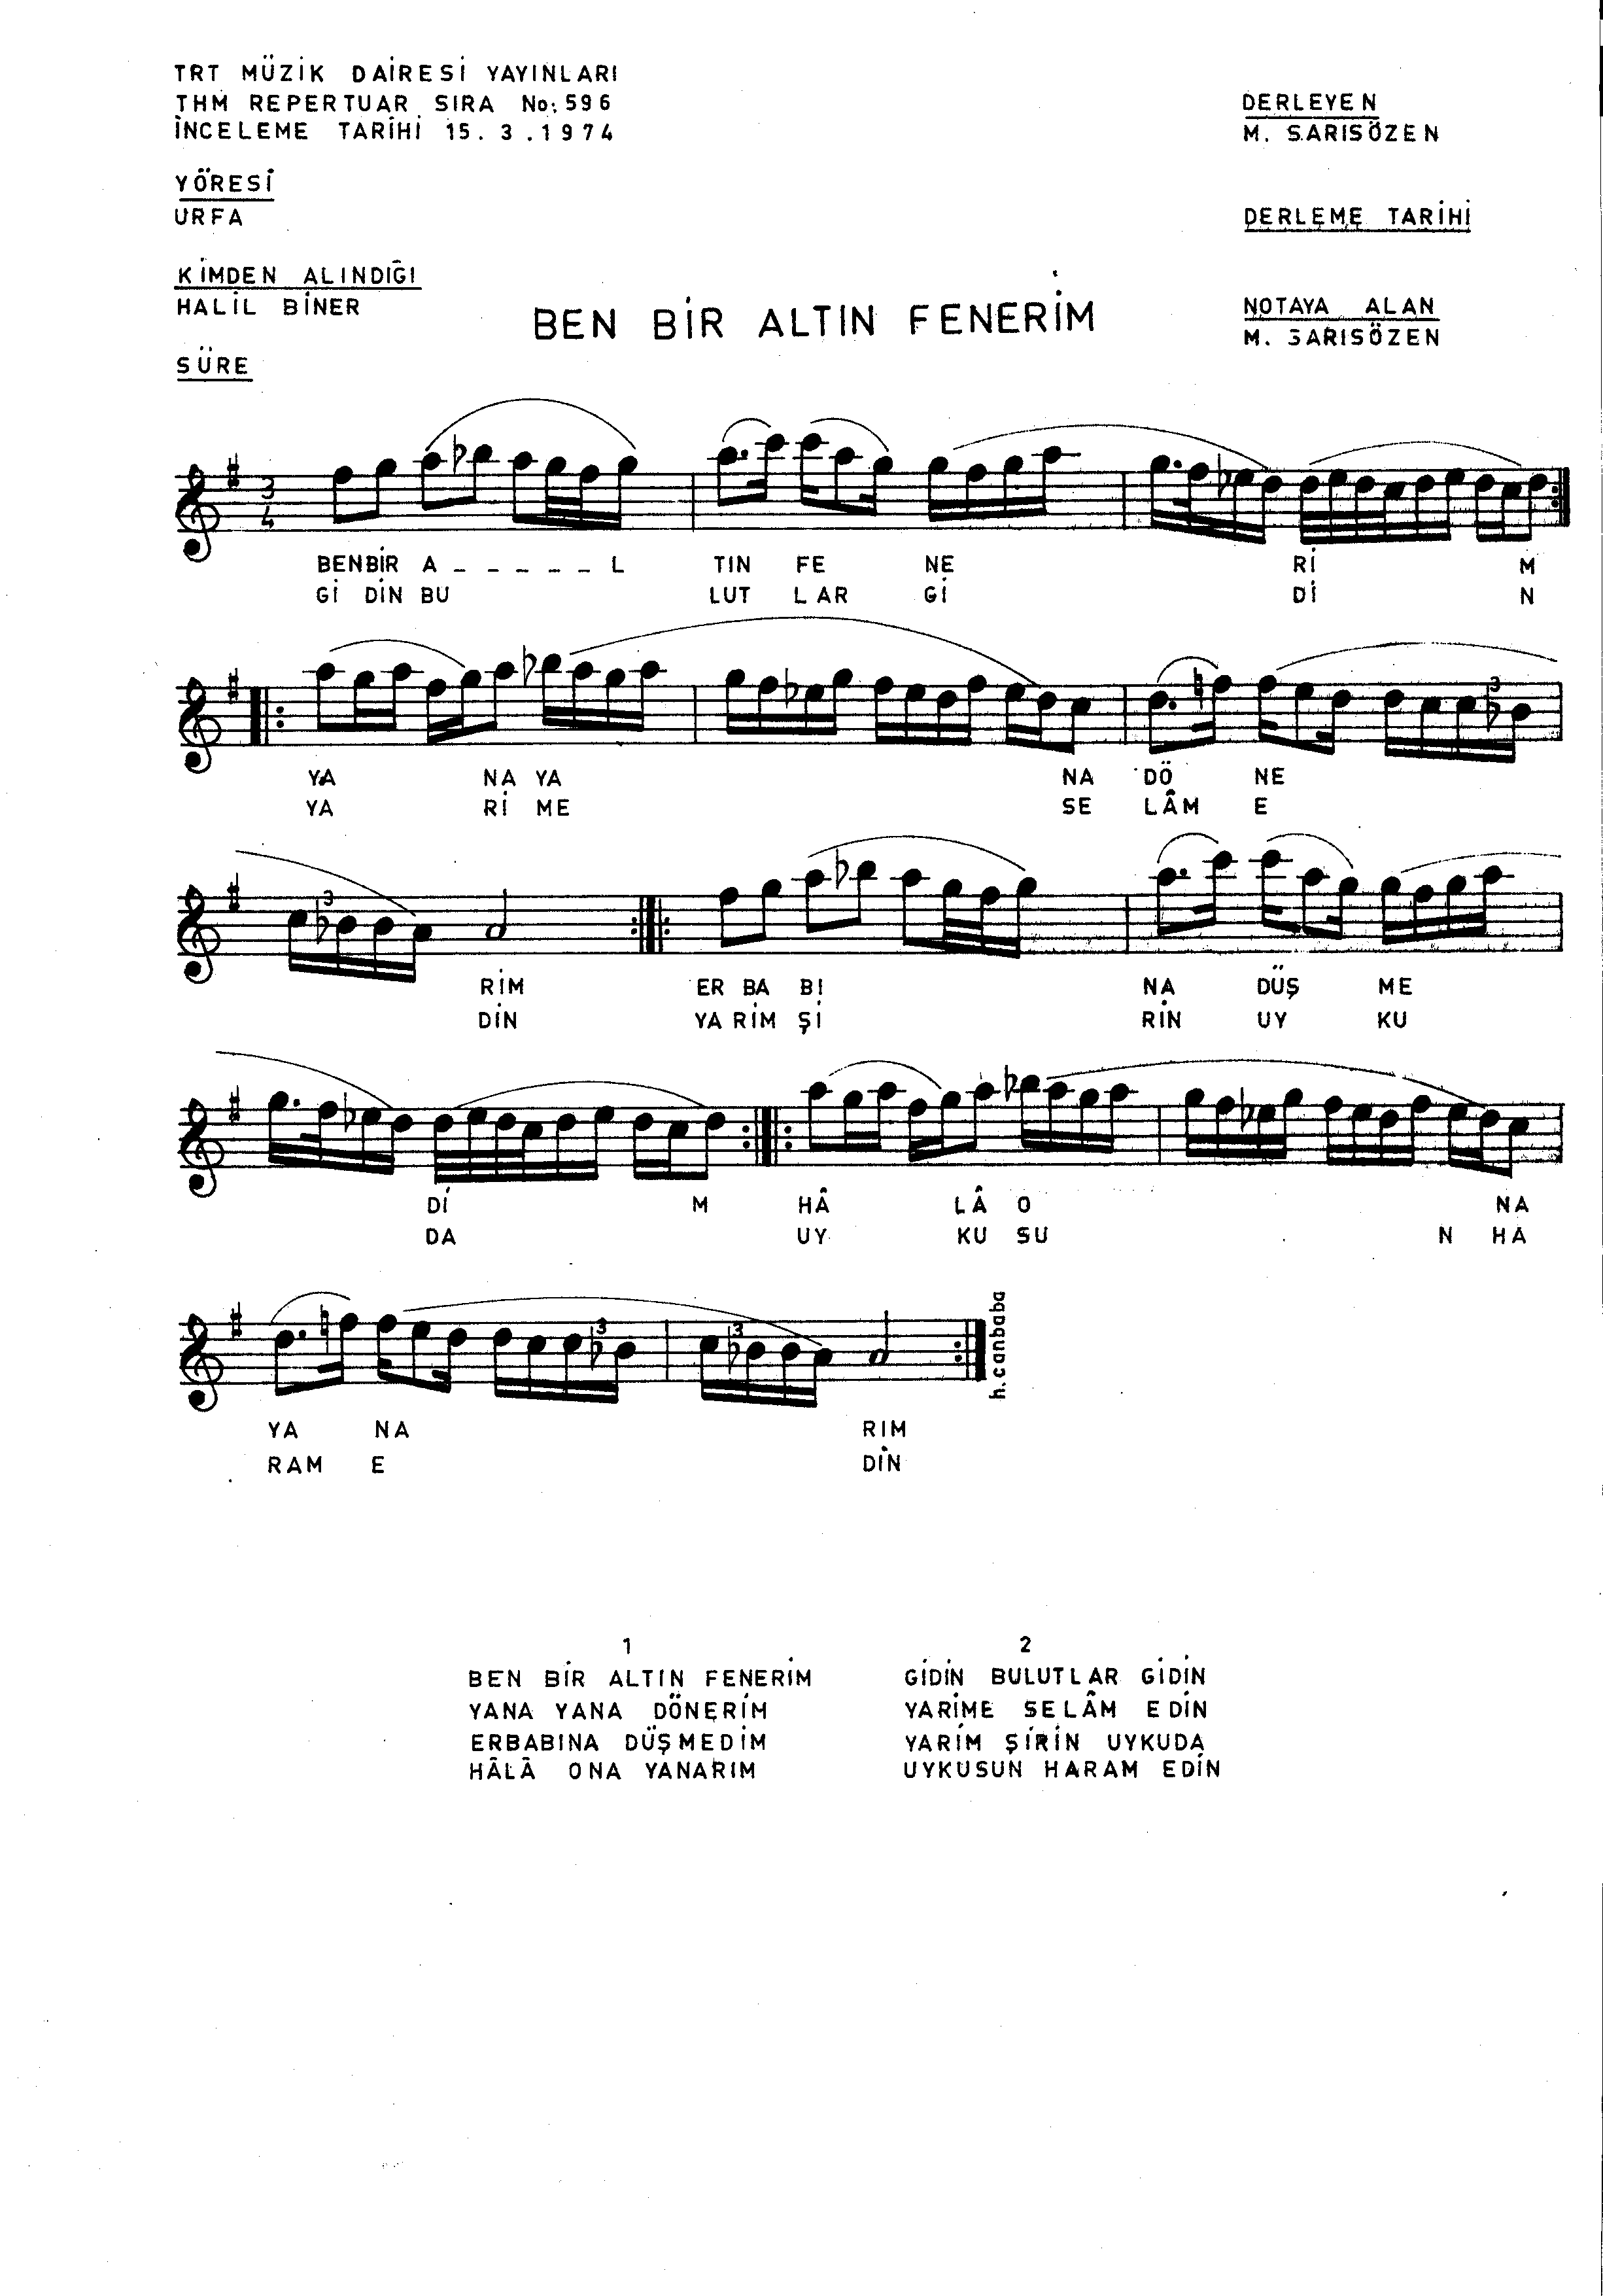 TRT MÜZİK DAİRESİ YAYINLARI
THM REPERTUAR SIRA No: 596
İNCELEME TARİHİ 15.3.1974
DERLEYEN
M. SARISÖZEN
YÖRESİ
URFA
DERLEME TARİHİ
KİMDEN ALINDIĞI
HALİL BİNER
BEN BİR ALTIN FENERİM
NOTAYA ALAN
M. SARISÖZEN
SÜRE
3
4
BEN BİR A _ _ _ _ _ L TIN FE NE Rİ M
Gİ DİN BU LUT LAR Gİ Dİ N
3
YA NA YA NA DÖ NE
YA Rİ ME SE LÂM E
3
RİM ER BA BI NA DÜŞ ME
DİN YA RİM Şİ RİN UY KU
Dİ M HÂ LÂ O NA
DA UY KU SU N HA
3 3
h.canbaba
YA NA RIM
RAM E DİN
1
BEN BİR ALTIN FENERİM
YANA YANA DÖNERİM
ERBABINA DÜŞMEDİM
HÂLÂ ONA YANARIM
2
GİDİN BULUTLAR GİDİN
YARİME SELÂM EDİN
YARİM ŞİRİN UYKUDA
UYKUSUN HARAM EDİN